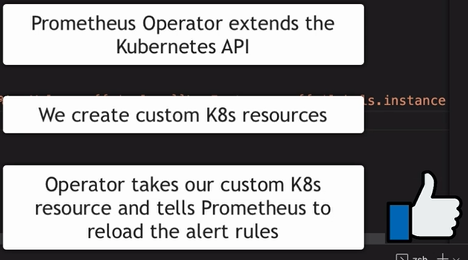 Prometheus Operator extends the
Kubernetes API
We create custom K8s resources
ls.instance
Operator takes our custom K8s
resource and tells Prometheus to
reload the alert rules
zsh